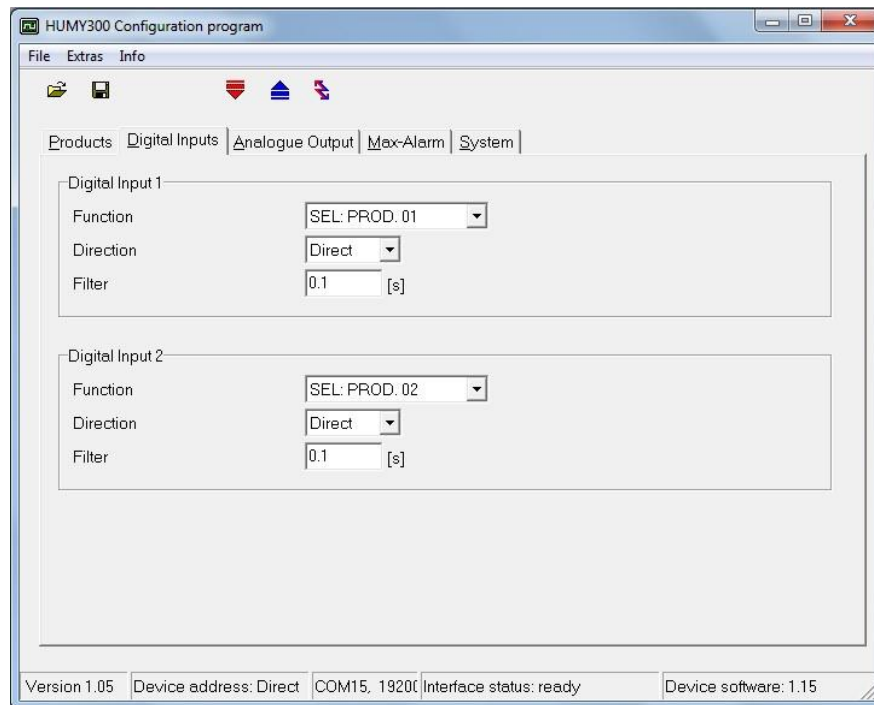 HUMY300 Configuration program
File Extras Info
Products Digital Inputs Analogue Output Max-Alarm System
Digital Input 1
Function SEL: PROD. 01
Direction Direct
Filter 0.1 [s]
Digital Input 2
Function SEL: PROD. 02
Direction Direct
Filter 0.1 [s]
Version 1.05 Device address: Direct COM15, 1920 Interface status: ready Device software: 1.15